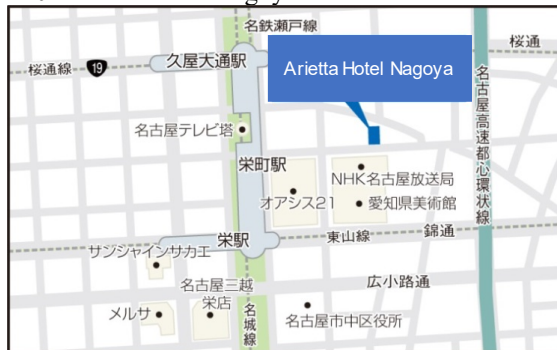 名鉄瀬戸線
久屋大通駅
桜通
桜通線
19
Arietta Hotel Nagoya
名古屋高速都心環状線
名古屋テレビ塔
栄町駅
NHK名古屋放送局
オアシス21
愛知県美術館
栄駅
東山線
錦通
サンシャインサカエ
広小路通
名古屋三越
栄店
メルサ
名城線
名古屋市中区役所